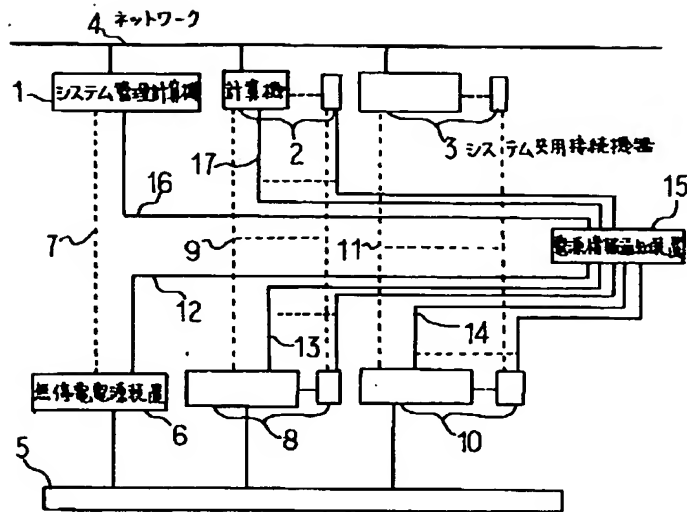 4 ネットワーク
1 システム管理計算機
計算機
2
3 システム共用接続機器
17
15
16
電源情報通知装置
7
9
11
12
13
14
無停電電源装置
6
8
10
5